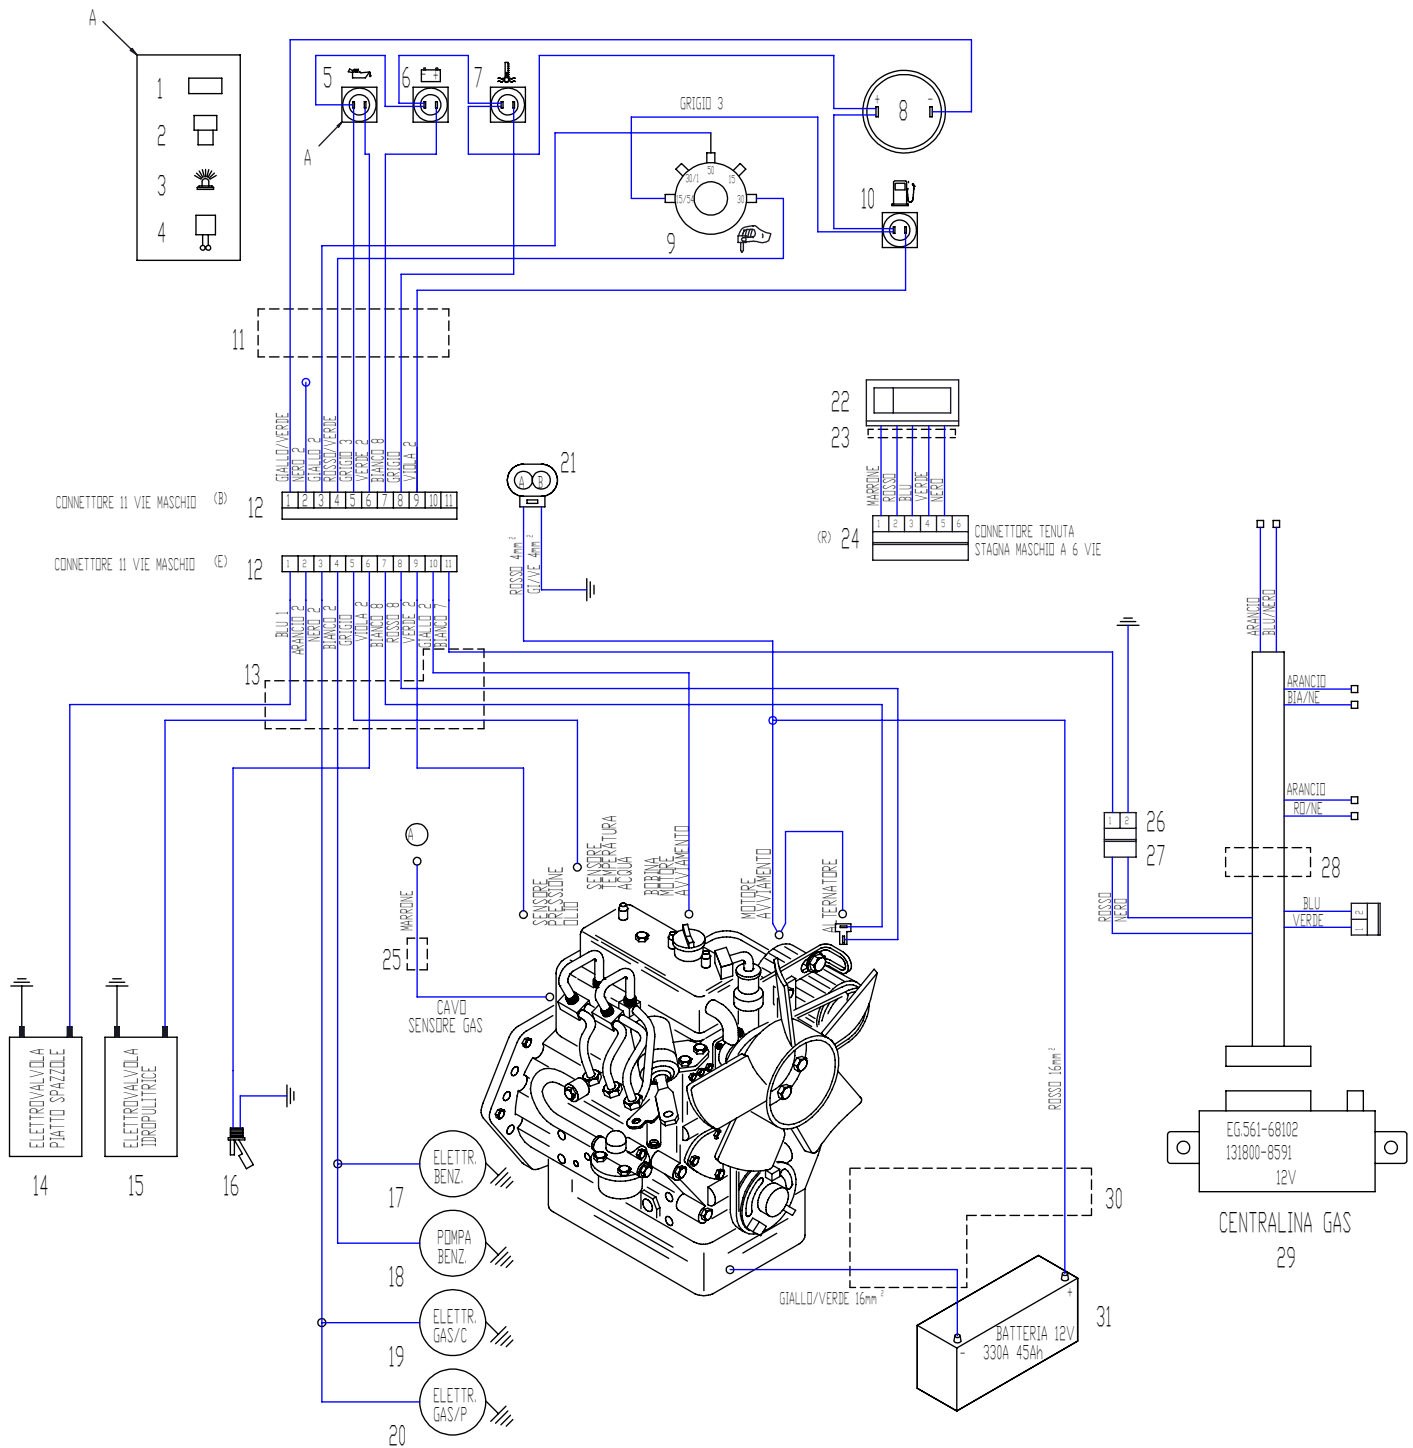 A
1
2
3
4
5
6
7
8
+
-
A
GRIGIO 3
50
30/1
15
15/54
30
9
10
11
GIALLO/VERDE
NERO 2
GIALLO 2
ROSSO/VERDE
GRIGIO 3
VERDE 2
BIANCO 8
GRIGIO
VIOLA 2
CONNETTORE 11 VIE MASCHIO (B)
12
1 2 3 4 5 6 7 8 9 10 11
CONNETTORE 11 VIE MASCHIO (E)
12
1 2 3 4 5 6 7 8 9 10 11
BLU 1
ARANCIO 2
NERO 2
BIANCO 2
GRIGIO
VIOLA 2
BIANCO 8
ROSSO 8
VERDE 2
GIALLO 2
BIANCO 7
13
21
A B
ROSSO 4mm²
GI/VE 4mm²
22
23
MARRONE
ROSSO
BLU
VERDE
NERO
(R) 24
1 2 3 4 5 6
CONNETTORE TENUTA
STAGNA MASCHIO A 6 VIE
ARANCIO
BLU/NERO
ARANCIO
BIA/NE
ARANCIO
RO/NE
1 2
26
27
ROSSO
NERO
28
BLU
VERDE
1 2
A
MARRONE
25
CAVO
SENSORE GAS
SENSORE
PRESSIONE
OLIO
SENSORE
TEMPERATURA
ACQUA
BOBINA
MOTORE
AVVIAMENTO
MOTORE
AVVIAMENTO
ALTERNATORE
ELETTROVALVOLA
PIATTO SPAZZOLE
14
ELETTROVALVOLA
IDROPULITRICE
15
16
ELETTR.
BENZ.
17
POMPA
BENZ.
18
ELETTR.
GAS/C
19
ELETTR.
GAS/P
20
ROSSO 16mm²
30
GIALLO/VERDE 16mm²
BATTERIA 12V
330A 45Ah
+
-
31
EG.561-68102
131800-8591
12V
CENTRALINA GAS
29